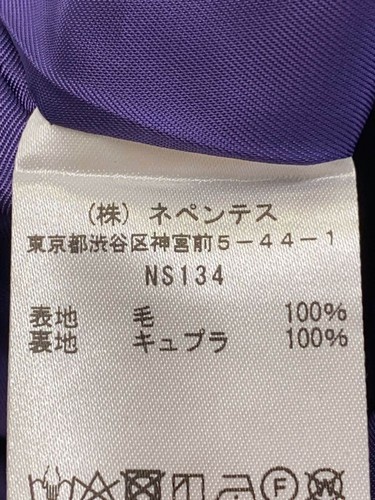 (株) ネペンテス
東京都渋谷区神宮前5-44-1
NS134
表地 毛 100%
裏地 キュプラ 100%